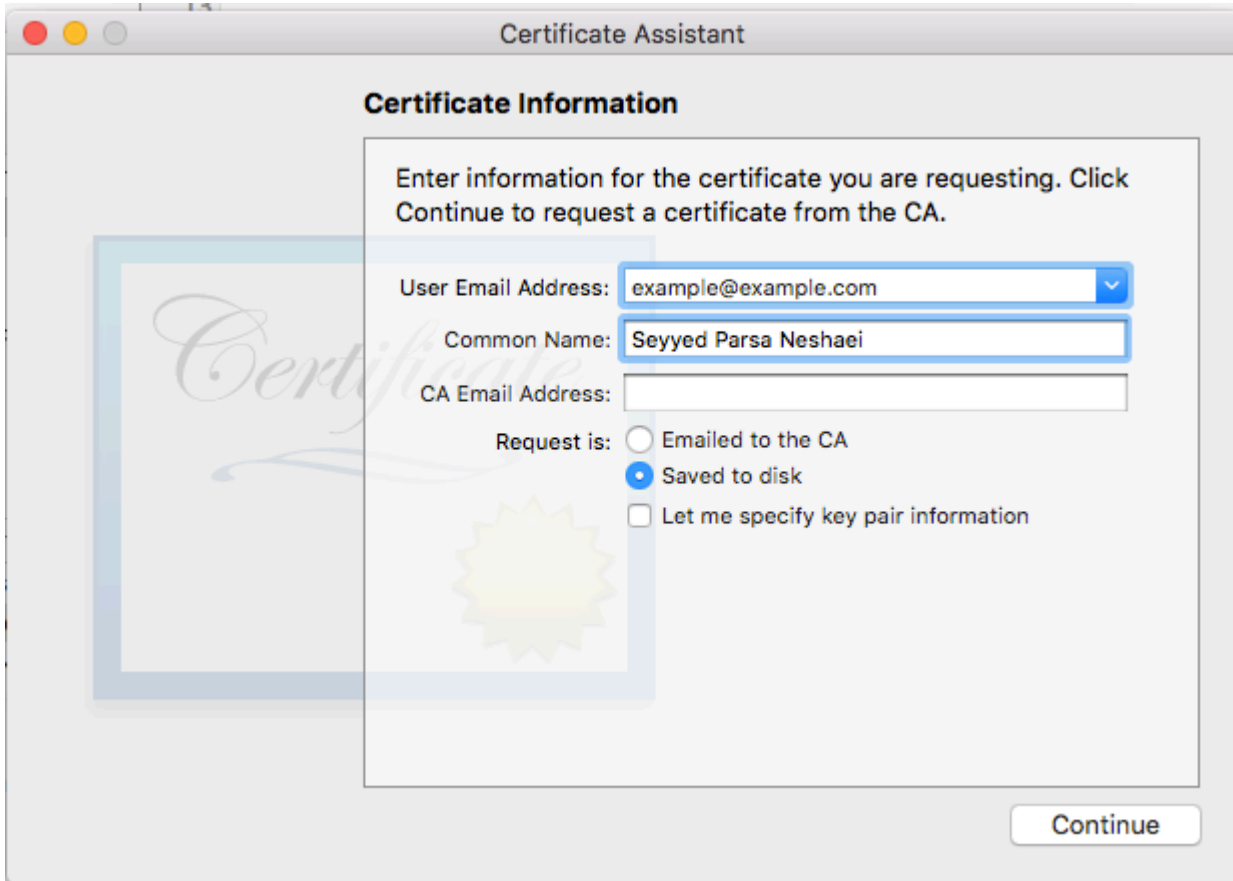 Certificate Assistant
Certificate Information
Enter information for the certificate you are requesting. Click
Continue to request a certificate from the CA.
User Email Address: example@example.com
Common Name: Seyyed Parsa Neshaei
CA Email Address:
Request is: Emailed to the CA
Saved to disk
Let me specify key pair information
Certificate
Continue